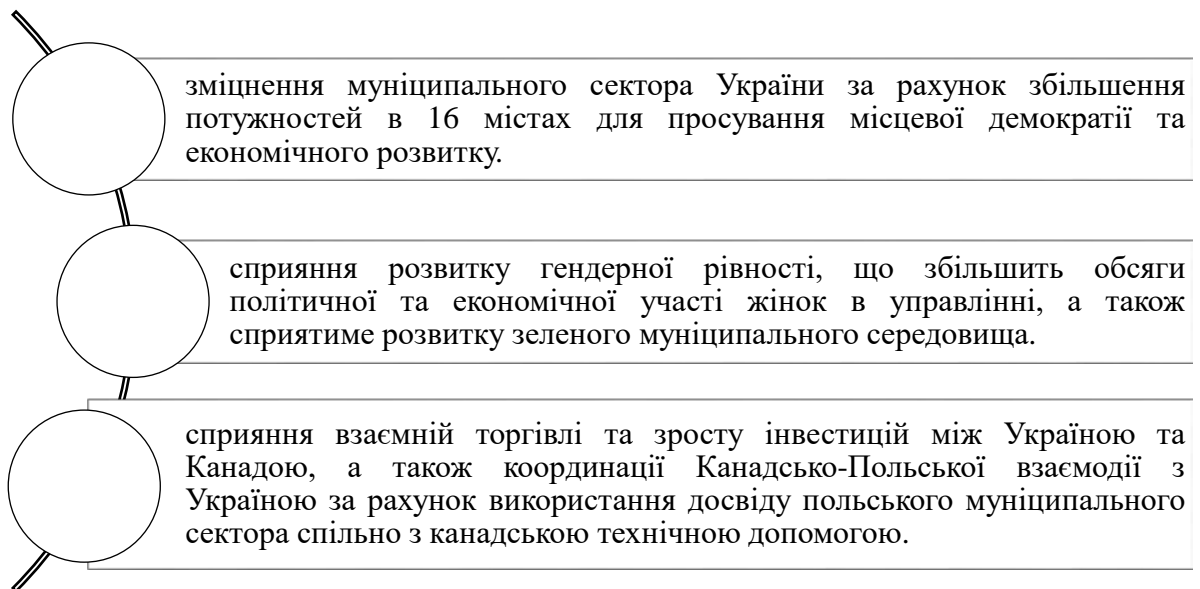 зміцнення муніципального сектора України за рахунок збільшення
потужностей в 16 містах для просування місцевої демократії та
економічного розвитку.
сприяння розвитку гендерної рівності, що збільшить обсяги
політичної та економічної участі жінок в управлінні, а також
сприятиме розвитку зеленого муніципального середовища.
сприяння взаємній торгівлі та зросту інвестицій між Україною та
Канадою, а також координації Канадсько-Польської взаємодії з
Україною за рахунок використання досвіду польського муніципального
сектора спільно з канадською технічною допомогою.